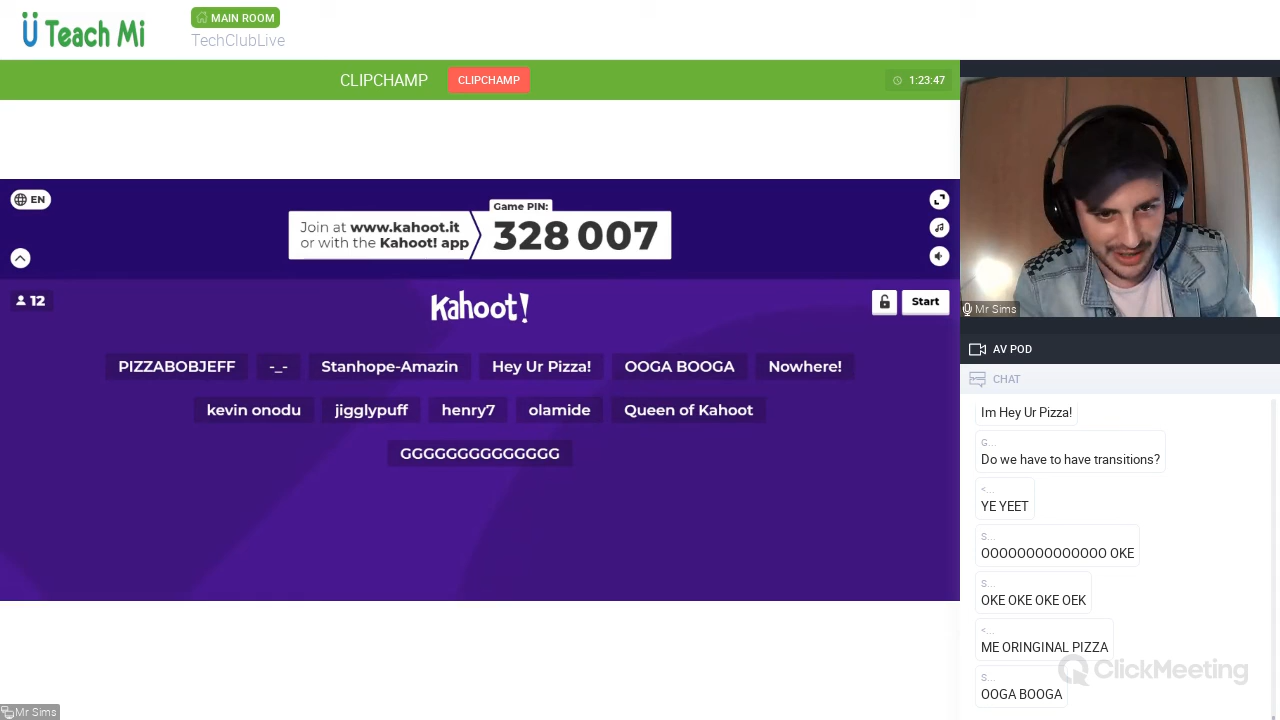 Ü Teach Mi
MAIN ROOM
TechClubLive
CLIPCHAMP
CLIPCHAMP
1:23:47
EN
Game PIN:
Join at www.kahoot.it
or with the Kahoot! app
328 007
12
Kahoot!
Start
PIZZABOBJEFF
-_-
Stanhope-Amazin
Hey Ur Pizza!
OOGA BOOGA
Nowhere!
kevin onodu
jigglypuff
henry7
olamide
Queen of Kahoot
GGGGGGGGGGGGGG
Mr Sims
Mr Sims
AV POD
CHAT
Im Hey Ur Pizza!
G...
Do we have to have transitions?
<...
YE YEET
S...
OOOOOOOOOOOOOO OKE
S...
OKE OKE OKE OEK
<...
ME ORINGINAL PIZZA
S...
OOGA BOOGA
ClickMeeting